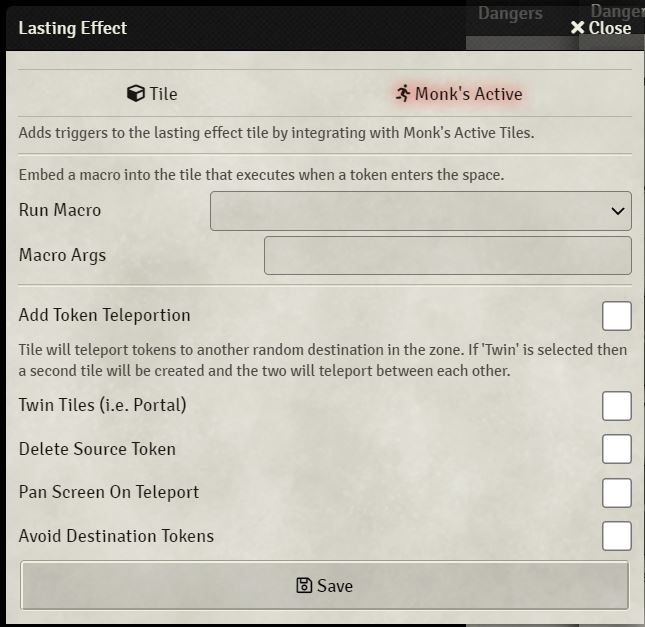 Dangers
Danger
Lasting Effect
Close
Tile
Monk's Active
Adds triggers to the lasting effect tile by integrating with Monk's Active Tiles.
Embed a macro into the tile that executes when a token enters the space.
Run Macro
Macro Args
Add Token Teleportion
Tile will teleport tokens to another random destination in the zone. If 'Twin' is selected then
a second tile will be created and the two will teleport between each other.
Twin Tiles (i.e. Portal)
Delete Source Token
Pan Screen On Teleport
Avoid Destination Tokens
Save